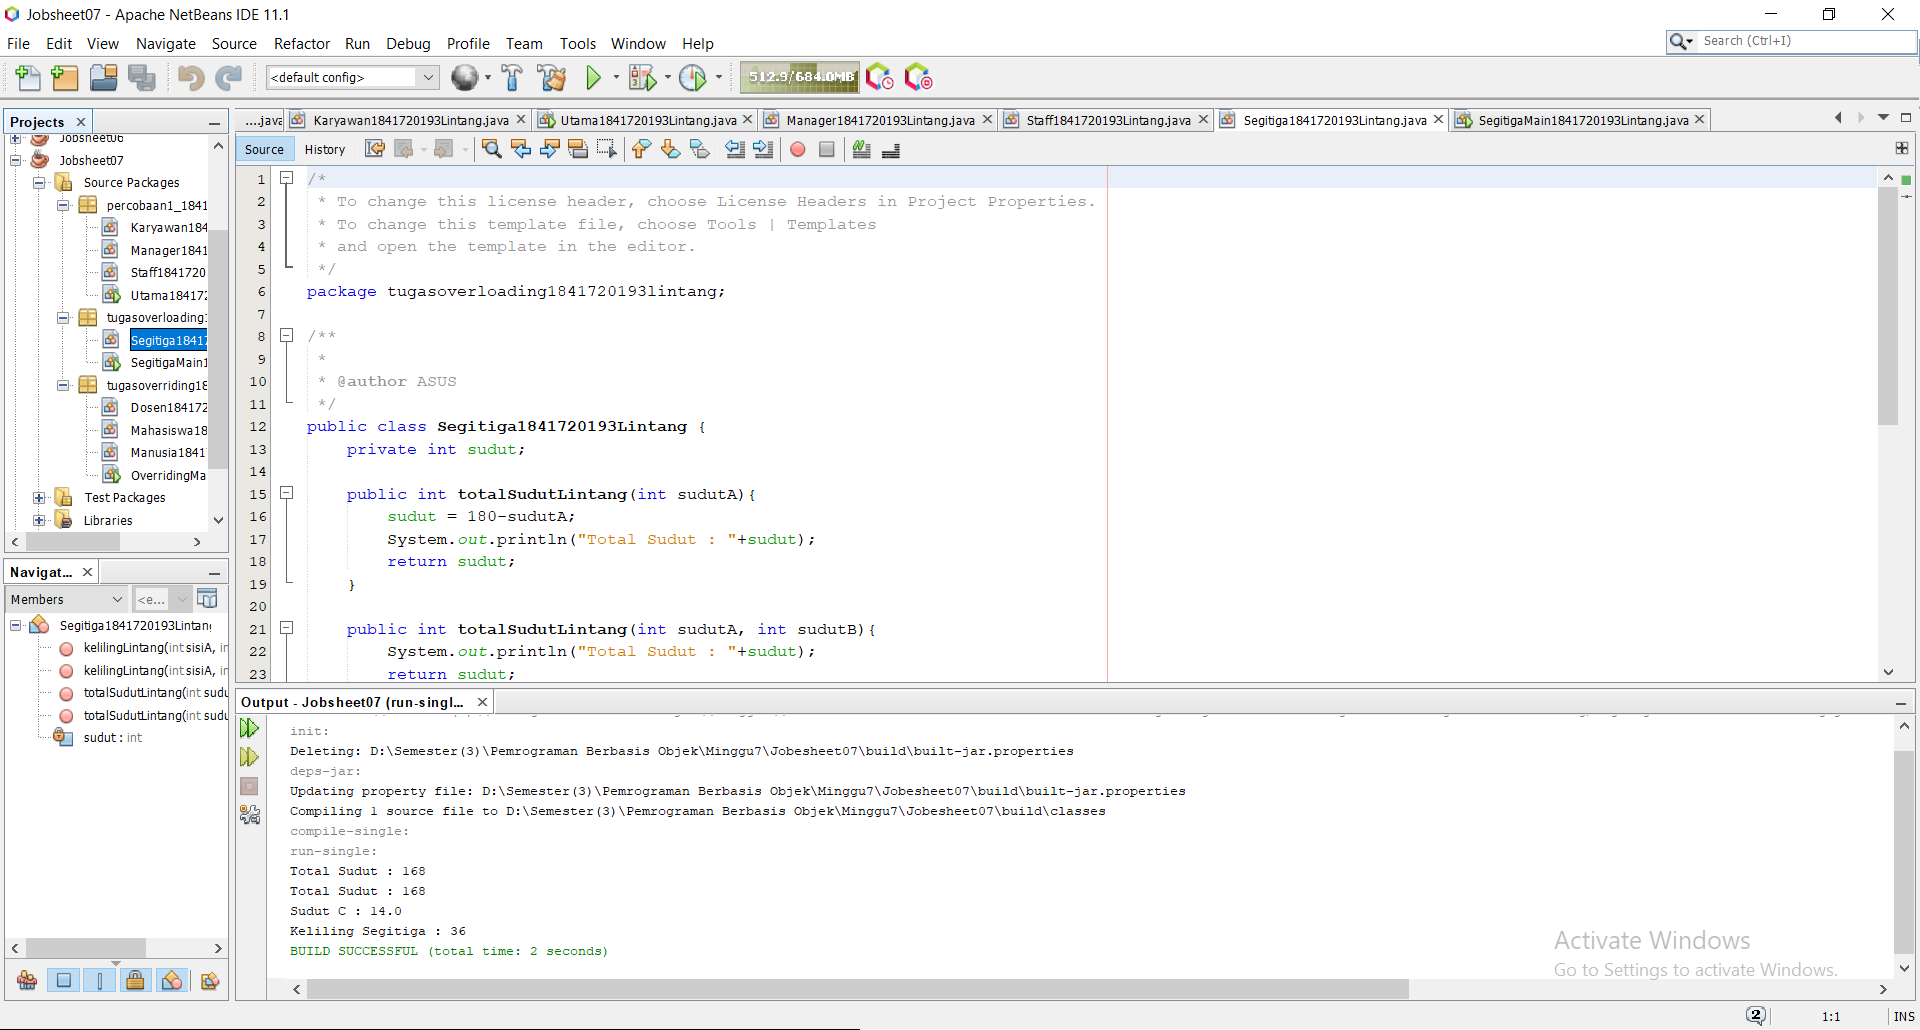 Jobsheet07 - Apache NetBeans IDE 11.1
File Edit View Navigate Source Refactor Run Debug Profile Team Tools Window Help
Search (Ctrl+I)
<default config>
512.9/684.0MB
Projects
Jobsheet06
Jobsheet07
Source Packages
percobaan1_1841
Karyawan184
Manager1841
Staff1841720
Utama184172
tugasoverloading
Segitiga1841
SegitigaMain
tugasoverriding18
Dosen184172
Mahasiswa18
Manusia1841
OverridingMa
Test Packages
Libraries
Navigat...
Members
<e...
Segitiga1841720193Lintan
kelilingLintang(int sisiA, in
kelilingLintang(int sisiA, in
totalSudutLintang(int sudu
totalSudutLintang(int sudu
sudut : int
....java Karyawan1841720193Lintang.java Utama1841720193Lintang.java Manager1841720193Lintang.java Staff1841720193Lintang.java Segitiga1841720193Lintang.java SegitigaMain1841720193Lintang.java
Source History
1 /*
2 * To change this license header, choose License Headers in Project Properties.
3 * To change this template file, choose Tools | Templates
4 * and open the template in the editor.
5 */
6 package tugasoverloading1841720193lintang;
7
8 /**
9 *
10 * @author ASUS
11 */
12 public class Segitiga1841720193Lintang {
13 private int sudut;
14
15 public int totalSudutLintang(int sudutA){
16 sudut = 180-sudutA;
17 System.out.println("Total Sudut : "+sudut);
18 return sudut;
19 }
20
21 public int totalSudutLintang(int sudutA, int sudutB){
22 System.out.println("Total Sudut : "+sudut);
23 return sudut;
Output - Jobsheet07 (run-singl...
init:
Deleting: D:\Semester(3)\Pemrograman Berbasis Objek\Minggu7\Jobesheet07\build\built-jar.properties
deps-jar:
Updating property file: D:\Semester(3)\Pemrograman Berbasis Objek\Minggu7\Jobesheet07\build\built-jar.properties
Compiling 1 source file to D:\Semester(3)\Pemrograman Berbasis Objek\Minggu7\Jobesheet07\build\classes
compile-single:
run-single:
Total Sudut : 168
Total Sudut : 168
Sudut C : 14.0
Keliling Segitiga : 36
BUILD SUCCESSFUL (total time: 2 seconds)
Activate Windows
Go to Settings to activate Windows.
2
1:1
INS